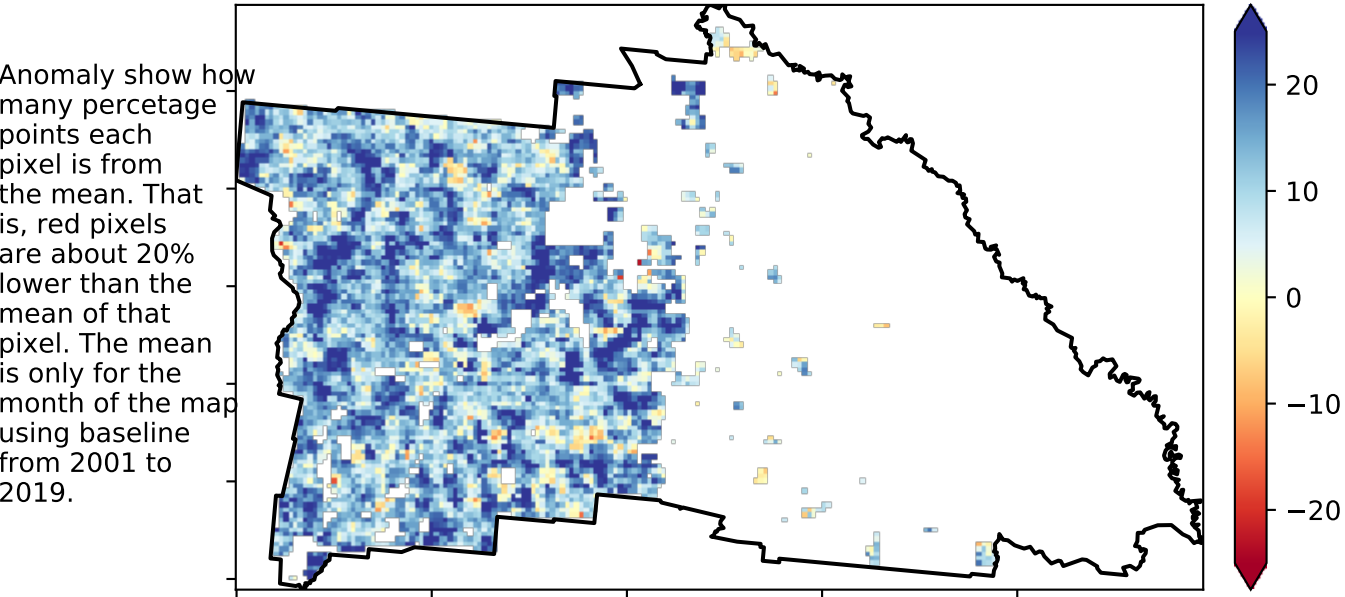 Anomaly show how
many percetage
points each
pixel is from
the mean. That
is, red pixels
are about 20%
lower than the
mean of that
pixel. The mean
is only for the
month of the map
using baseline
from 2001 to
2019.
20
10
0
−10
−20